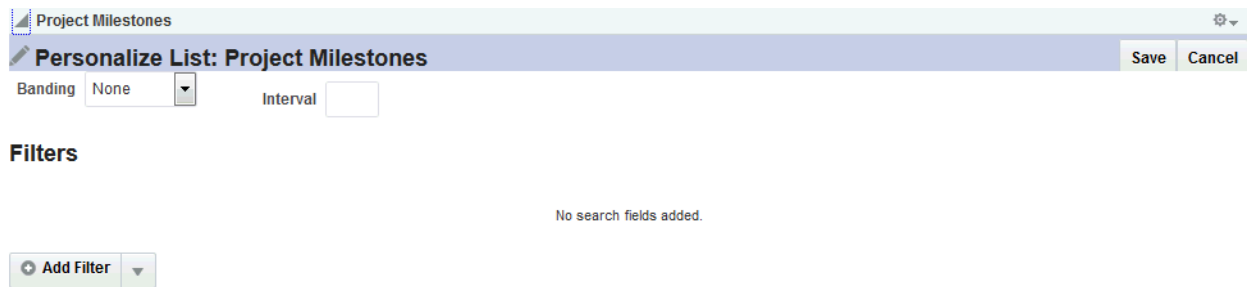 Project Milestones
Personalize List: Project Milestones Save Cancel
Banding None Interval
Filters
No search fields added.
Add Filter